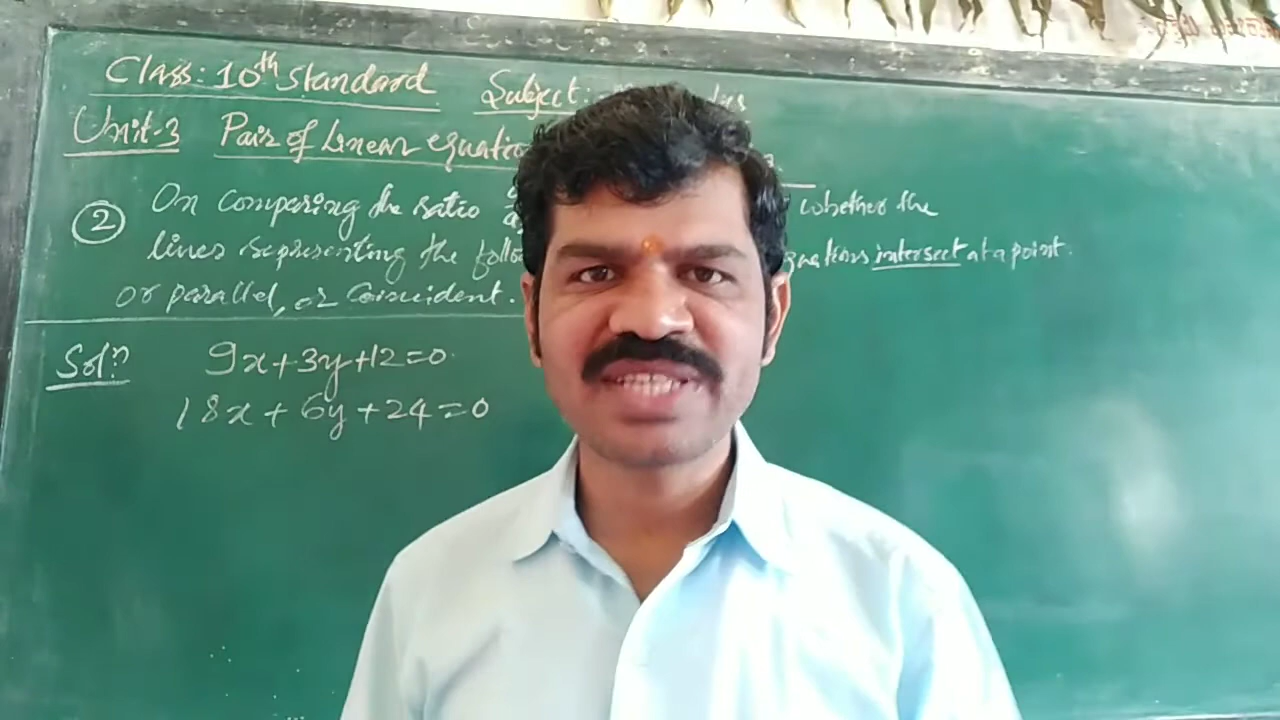 Class: 10th Standard Subject:
Unit-3 Pair of linear equatio
② On comparing the ratio whether the
lines representing the follo equations intersect at a point.
or parallel, or Coincident.
Solⁿ 9x+3y+12=0
18x+6y+24=0